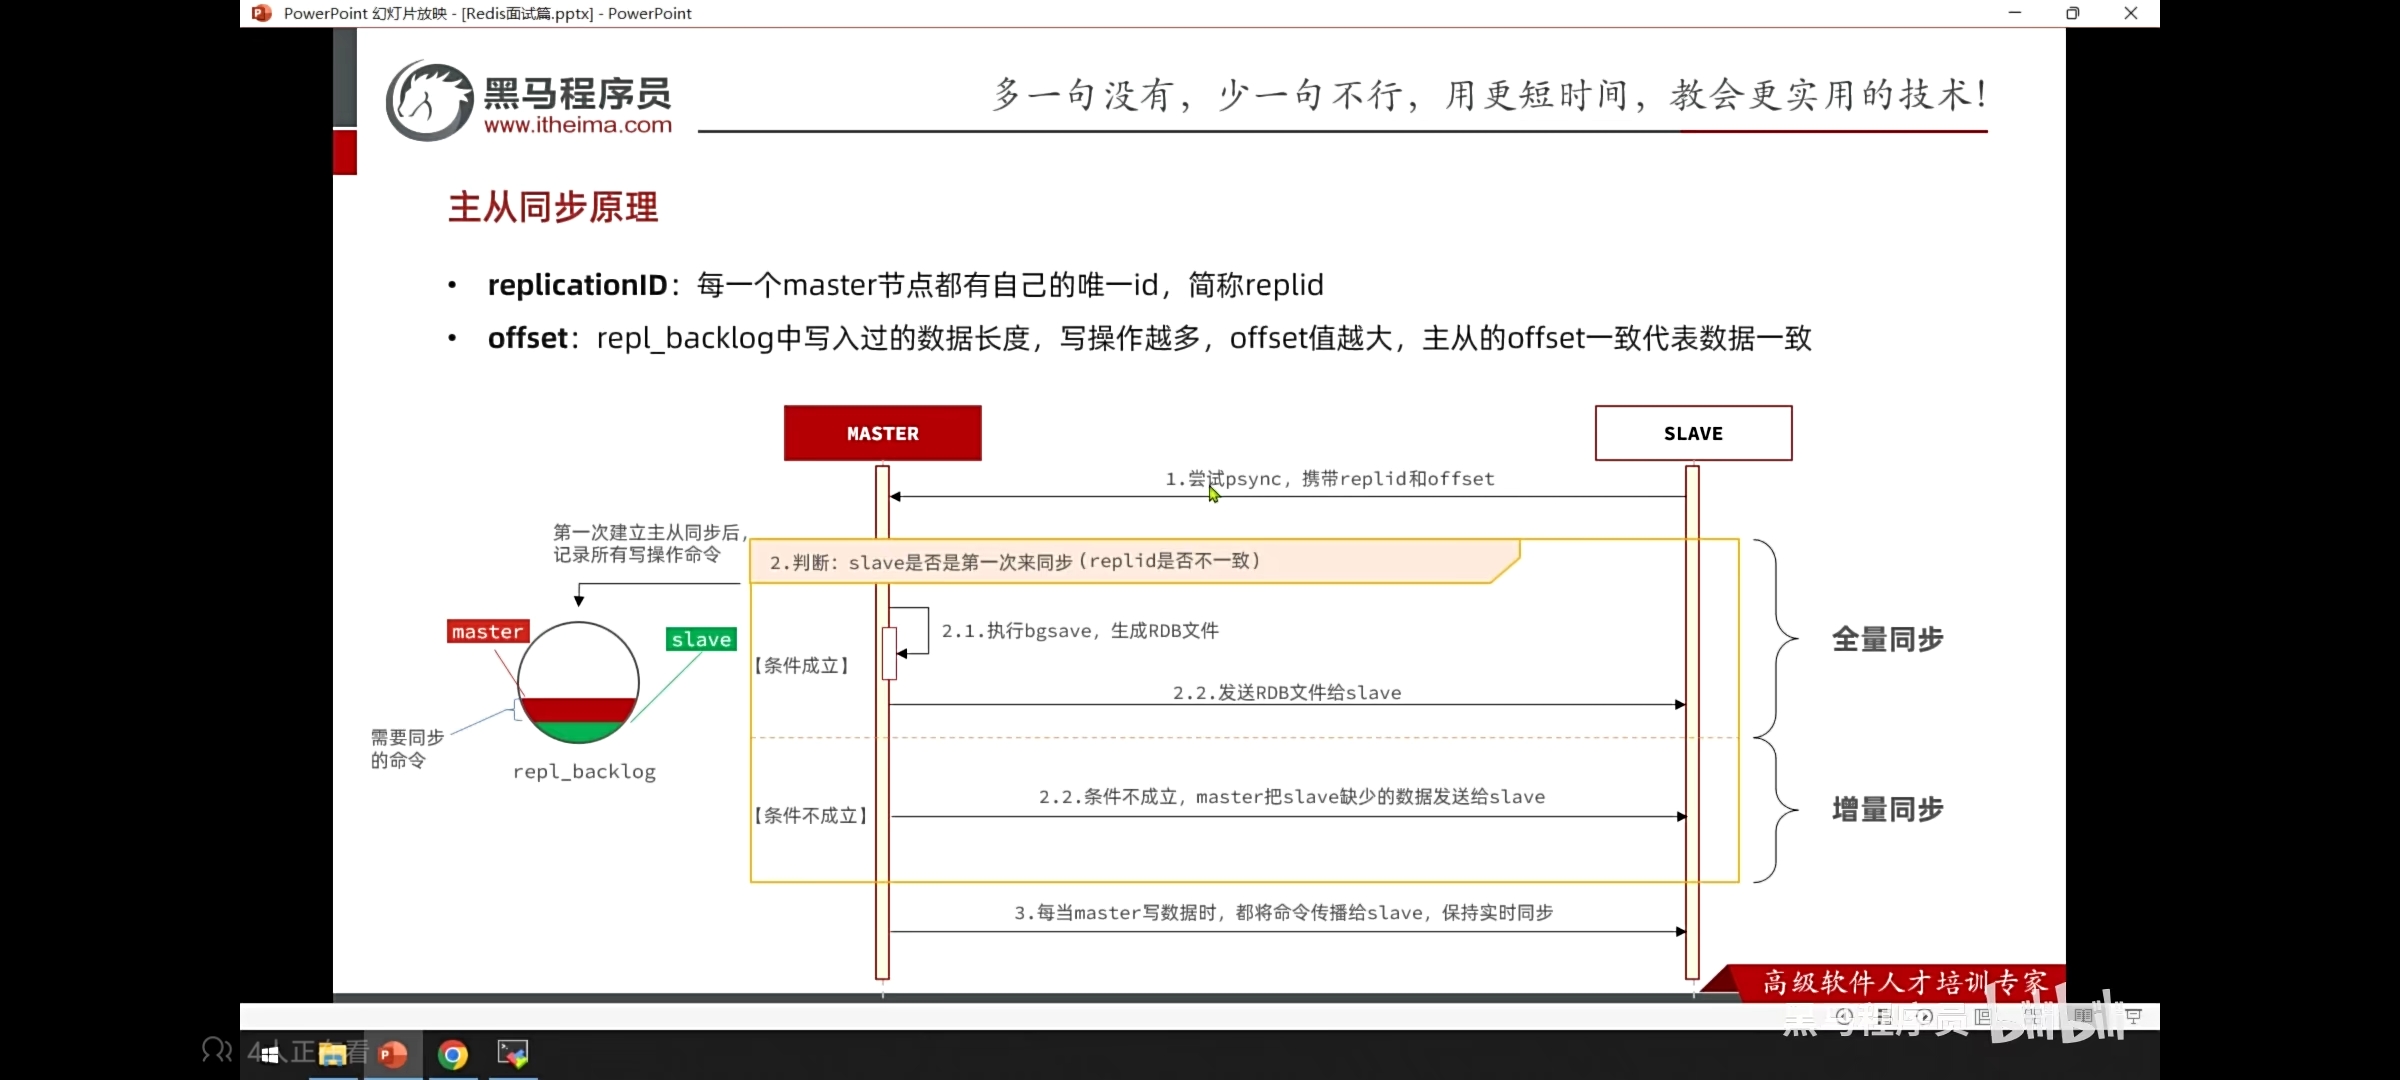 PowerPoint 幻灯片放映 - [Redis面试篇.pptx] - PowerPoint
黑马程序员
www.itheima.com
多一句没有，少一句不行，用更短时间，教会更实用的技术!
主从同步原理
• replicationID：每一个master节点都有自己的唯一id，简称replid
• offset：repl_backlog中写入过的数据长度，写操作越多，offset值越大，主从的offset一致代表数据一致
MASTER
SLAVE
1.尝试psync，携带replid和offset
第一次建立主从同步后，
记录所有写操作命令
2.判断：slave是否是第一次来同步(replid是否不一致)
master
slave
2.1.执行bgsave，生成RDB文件
【条件成立】
全量同步
2.2.发送RDB文件给slave
需要同步
的命令
repl_backlog
2.2.条件不成立，master把slave缺少的数据发送给slave
【条件不成立】
增量同步
3.每当master写数据时，都将命令传播给slave，保持实时同步
高级软件人才培训专家
黑马程序员 bilibili
4人正在看